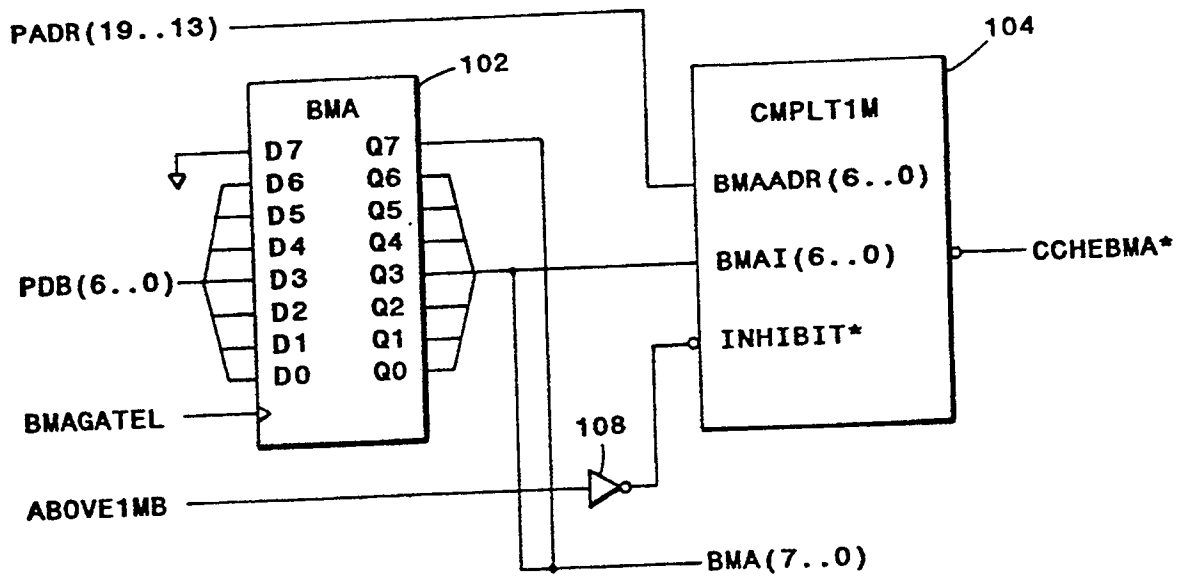 PADR(19..13)
102
104
BMA
CMPLT1M
D7 Q7
D6 Q6
BMAADR(6..0)
D5 Q5
D4 Q4
PDB(6..0)
D3 Q3
BMAI(6..0)
CCHEBMA*
D2 Q2
D1 Q1
INHIBIT*
D0 Q0
BMAGATEL
108
ABOVE1MB
BMA(7..0)